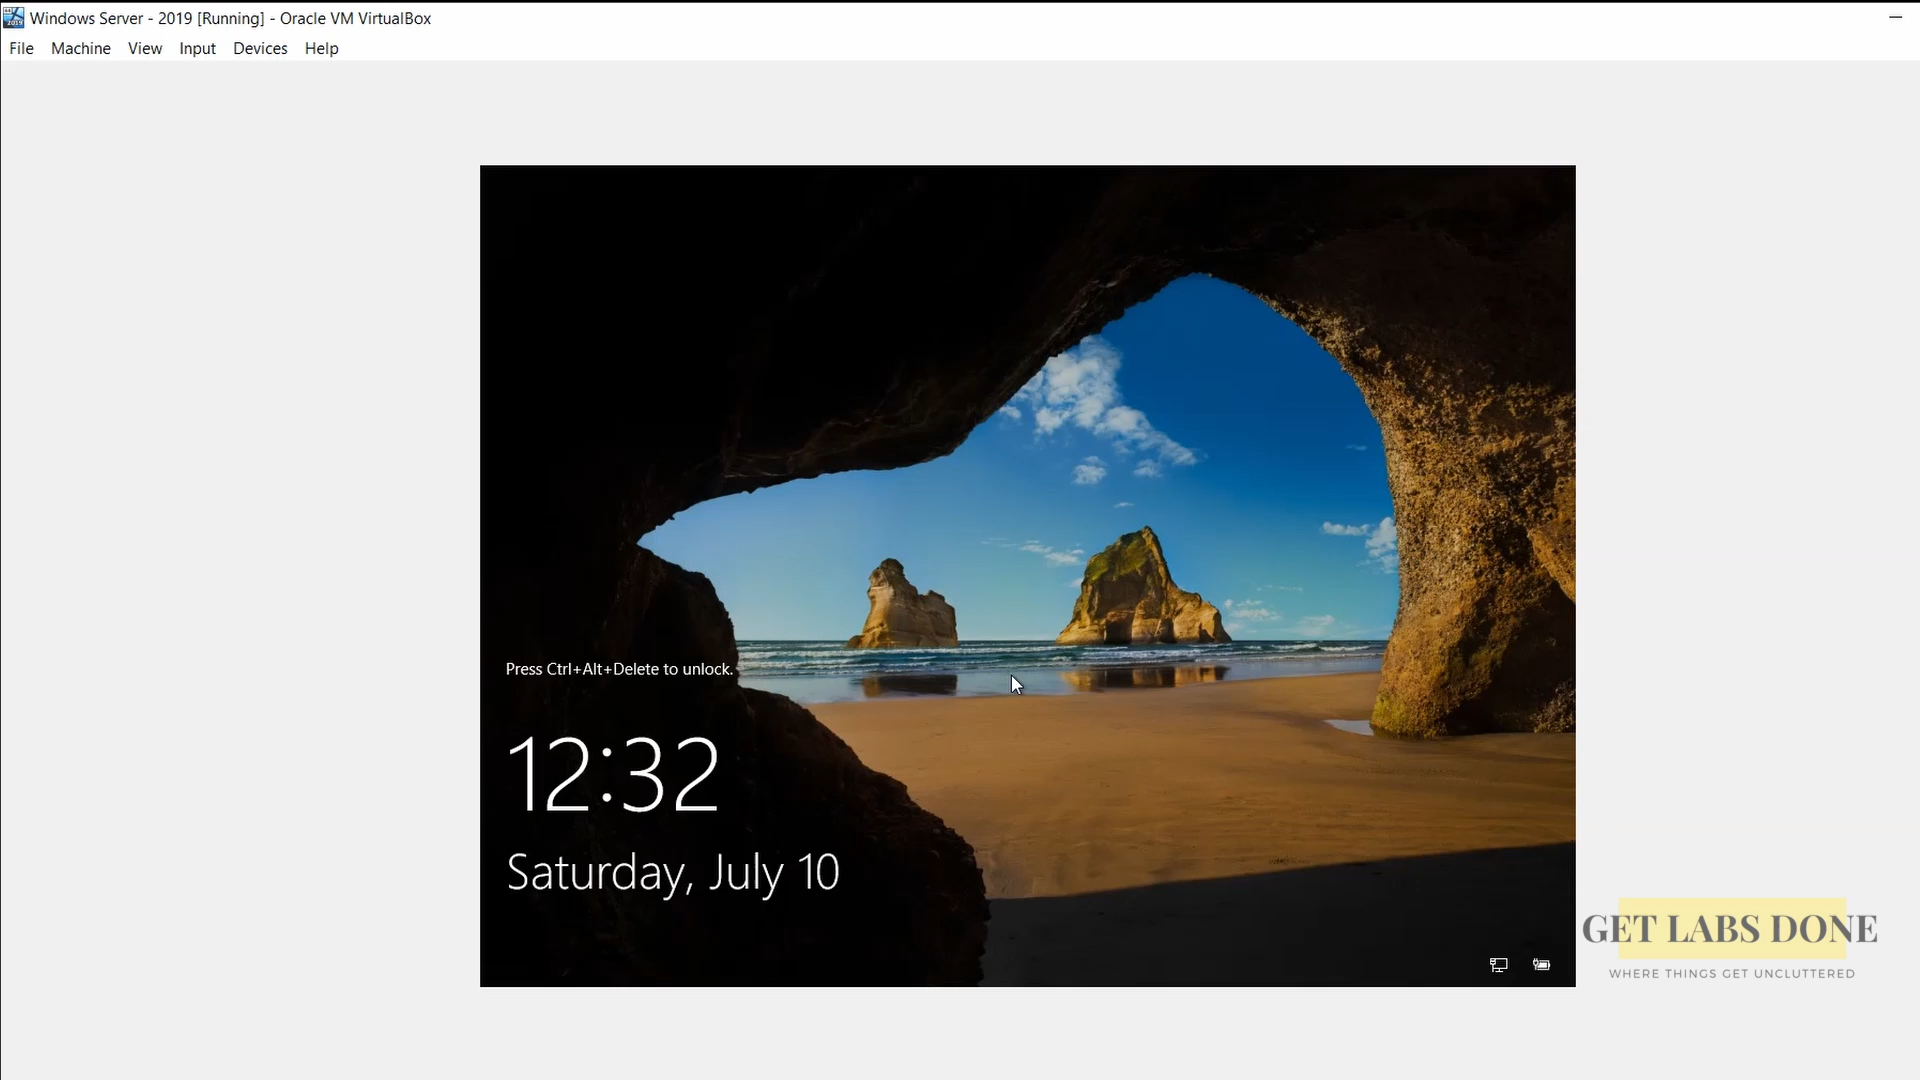 Windows Server - 2019 [Running] - Oracle VM VirtualBox
File Machine View Input Devices Help
Press Ctrl+Alt+Delete to unlock.
12:32
Saturday, July 10
GET LABS DONE
WHERE THINGS GET UNCLUTTERED